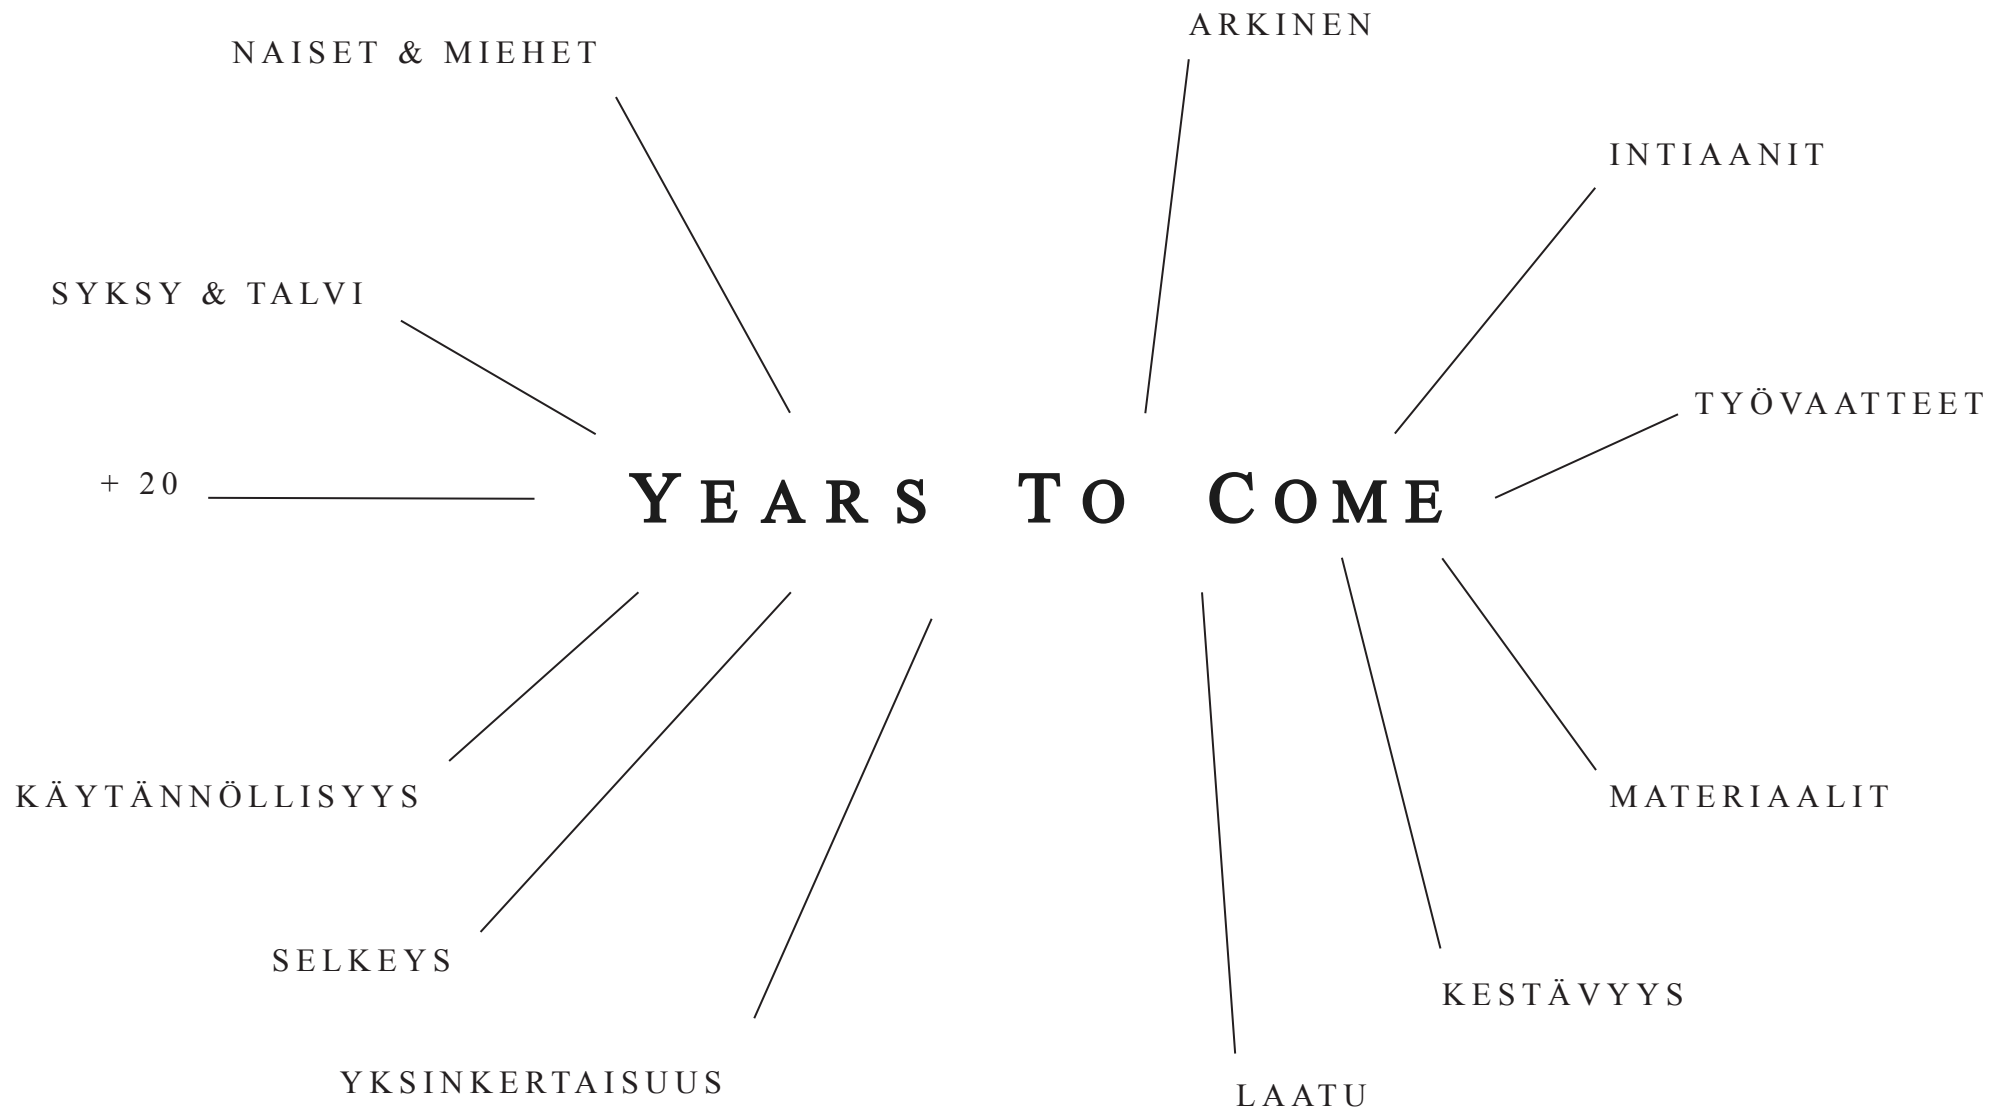 ARKINEN
NAISET & MIEHET
INTIAANIT
SYKSY & TALVI
TYÖVAATTEET
+ 20
YEARS TO COME
KÄYTÄNNÖLLISYYS
MATERIAALIT
SELKEYS
KESTÄVYYS
YKSINKERTAISUUS
LAATU